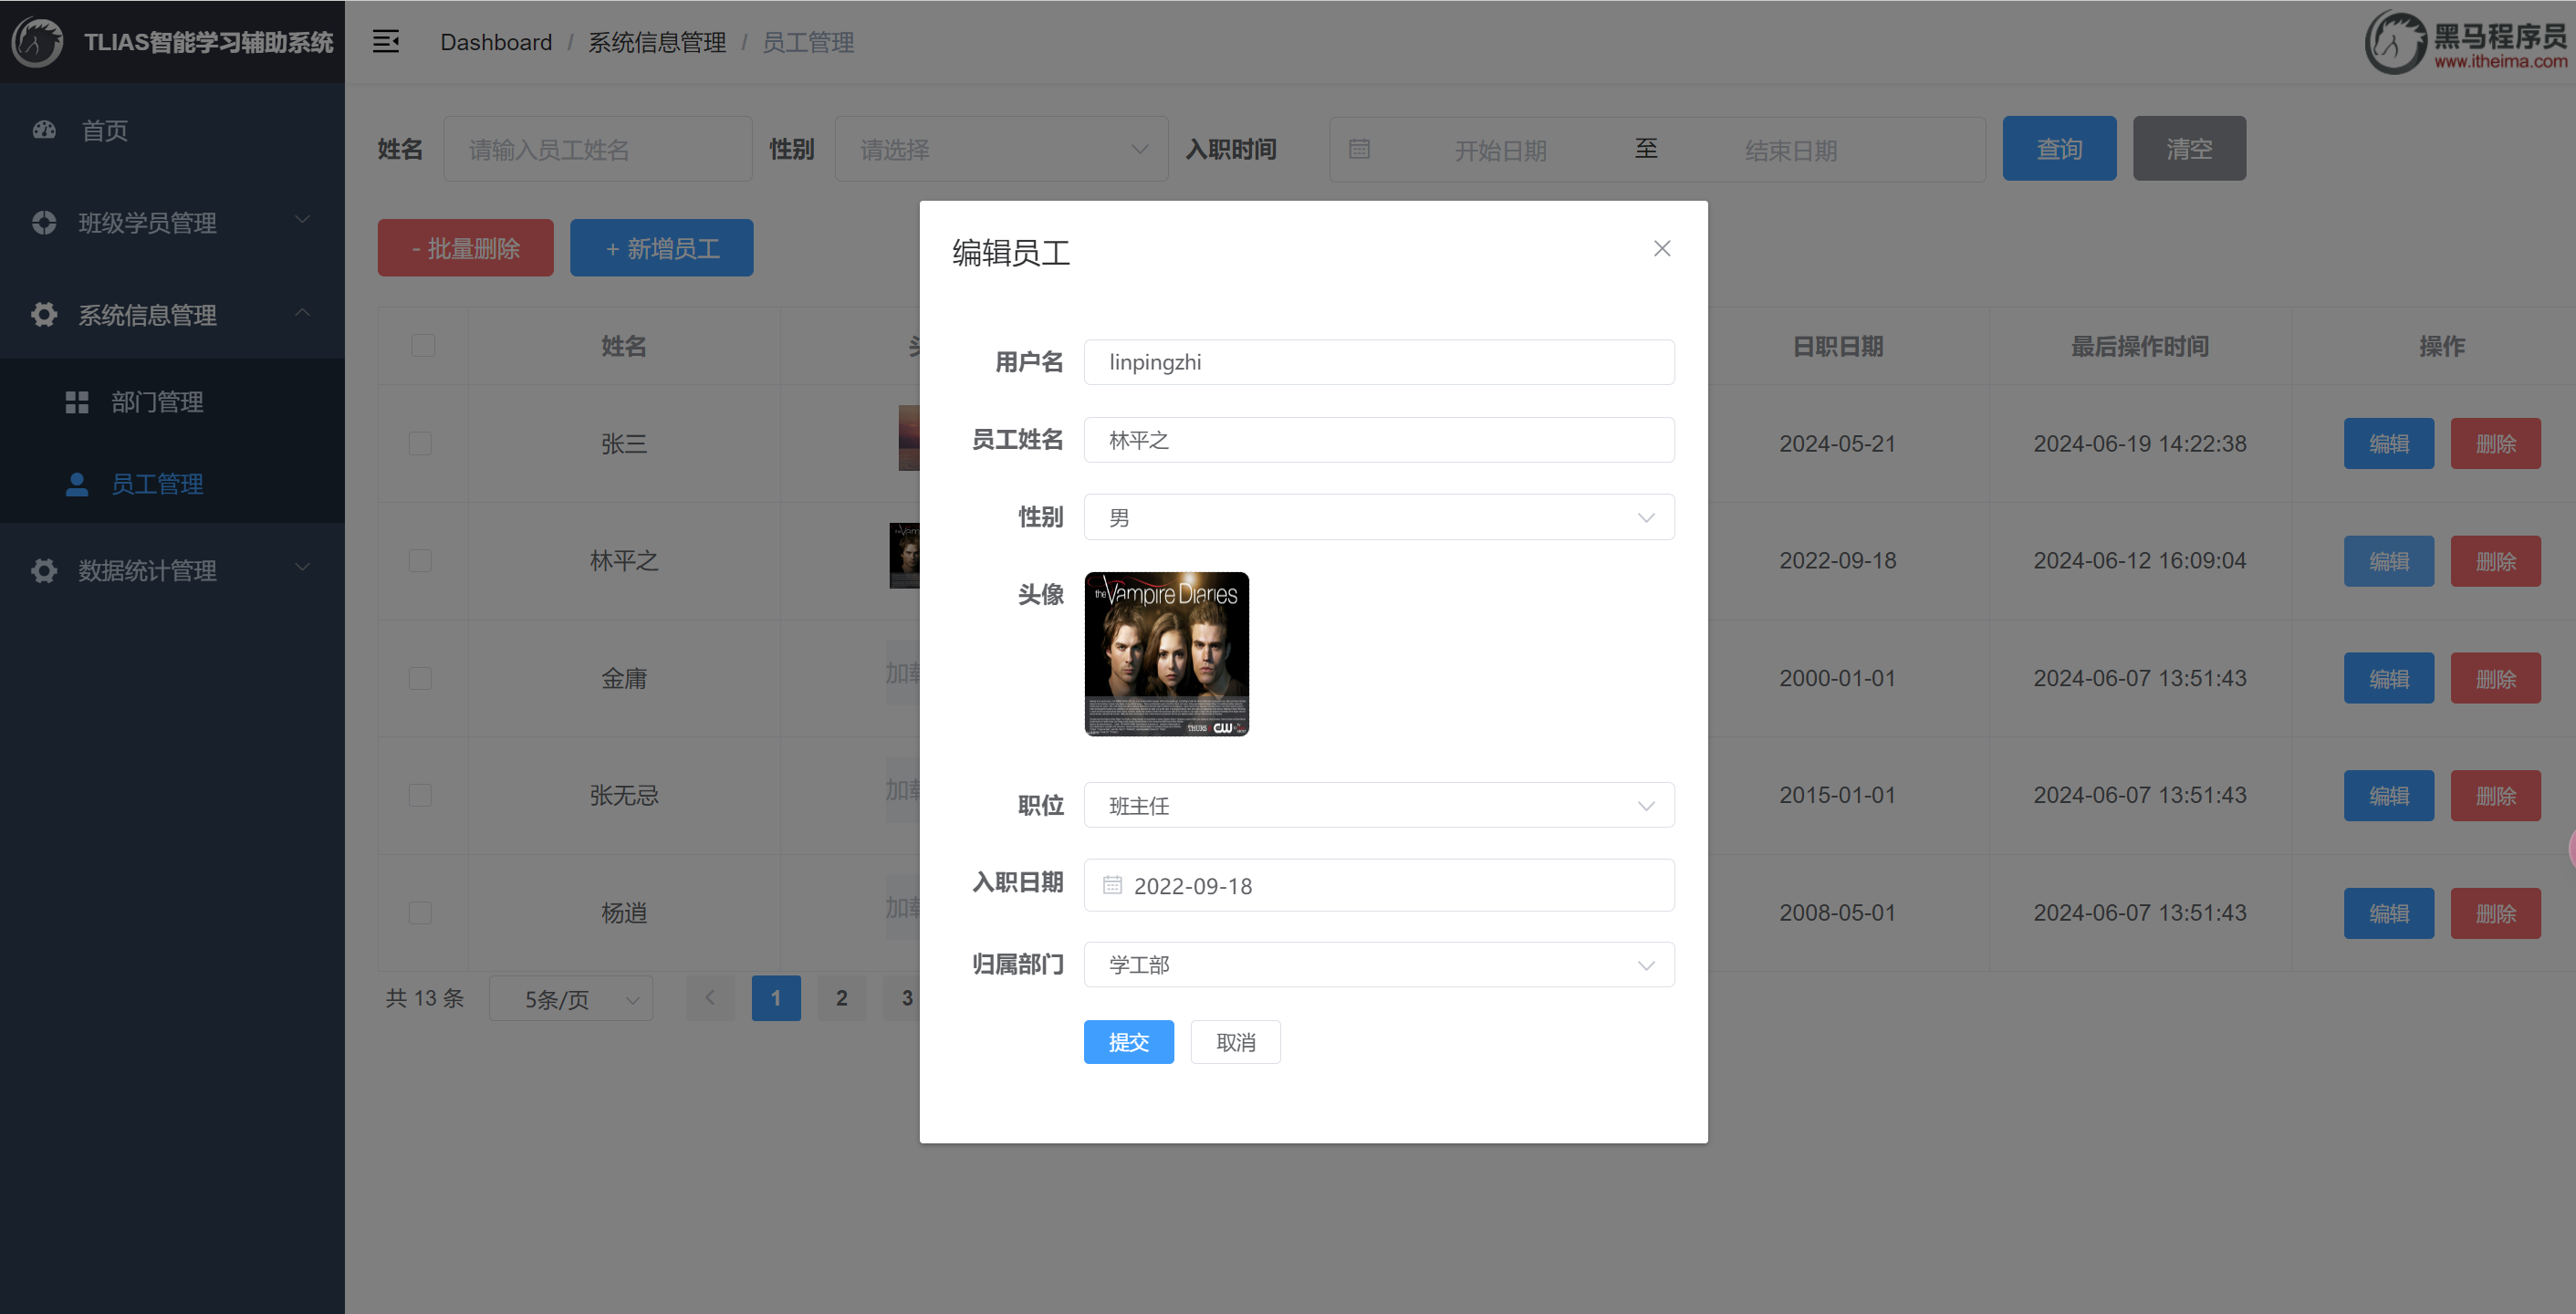 TLIAS智能学习辅助系统
Dashboard / 系统信息管理 / 员工管理
黑马程序员
www.itheima.com
首页
班级学员管理
系统信息管理
部门管理
员工管理
数据统计管理
姓名 请输入员工姓名 性别 请选择 入职时间 开始日期 至 结束日期 查询 清空
- 批量删除 + 新增员工
姓名 日职日期 最后操作时间 操作
张三 2024-05-21 2024-06-19 14:22:38 编辑 删除
林平之 2022-09-18 2024-06-12 16:09:04 编辑 删除
金庸 加 2000-01-01 2024-06-07 13:51:43 编辑 删除
张无忌 加 2015-01-01 2024-06-07 13:51:43 编辑 删除
杨逍 加 2008-05-01 2024-06-07 13:51:43 编辑 删除
共 13 条 5条/页 1 2 3
编辑员工
用户名 linpingzhi
员工姓名 林平之
性别 男
头像
the Vampire Diaries
CW
职位 班主任
入职日期 2022-09-18
归属部门 学工部
提交 取消